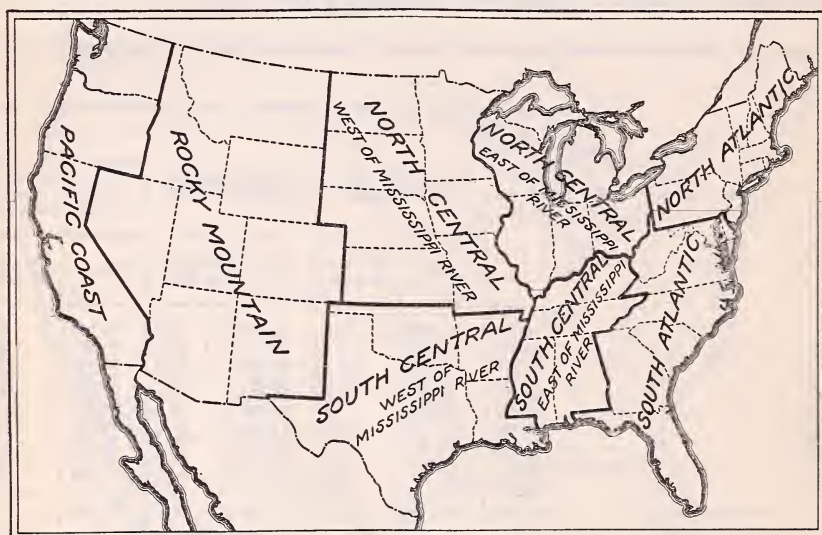 PACIFIC COAST
ROCKY MOUNTAIN
NORTH CENTRAL
WEST OF MISSISSIPPI RIVER
NORTH CENTRAL
EAST OF MISSISSIPPI
RIVER
NORTH ATLANTIC
SOUTH CENTRAL
WEST OF
MISSISSIPPI RIVER
SOUTH CENTRAL
EAST OF MISSISSIPPI
RIVER
SOUTH ATLANTIC